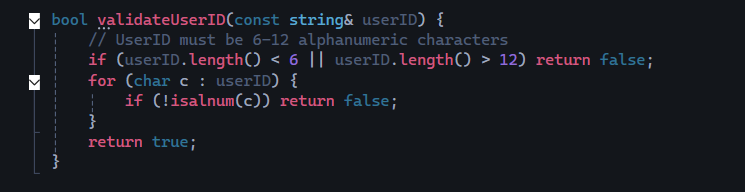 bool validateUserID(const string& userID) {
    // UserID must be 6-12 alphanumeric characters
    if (userID.length() < 6 || userID.length() > 12) return false;
    for (char c : userID) {
        if (!isalnum(c)) return false;
    }
    return true;
}